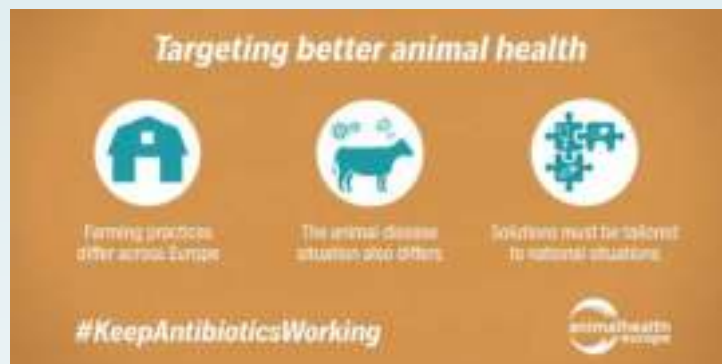 Targeting better animal health
Farming practices
differ across Europe
The animal disease
situation also differs
Solutions must be tailored
to national situations
#KeepAntibioticsWorking
animalhealth
europe